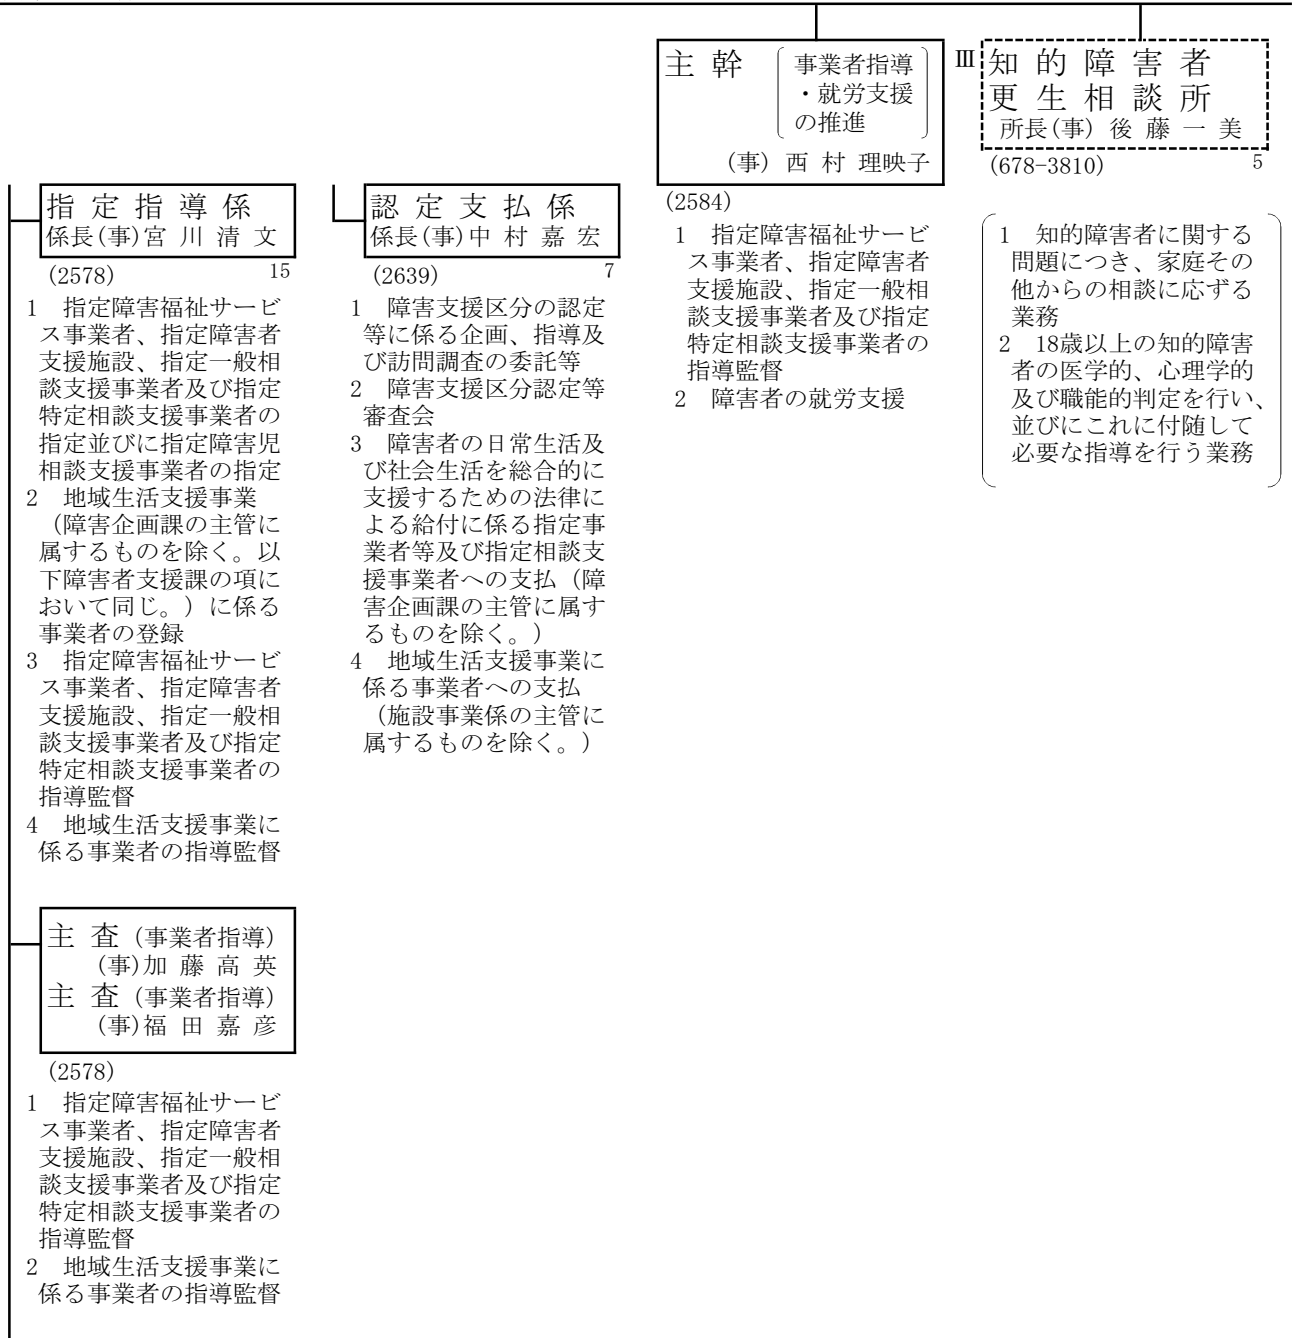 指定指導係
係長(事)宮川清文
(2578) 15
1 指定障害福祉サービ
ス事業者、指定障害者
支援施設、指定一般相
談支援事業者及び指定
特定相談支援事業者の
指定並びに指定障害児
相談支援事業者の指定
2 地域生活支援事業
(障害企画課の主管に
属するものを除く。以
下障害者支援課の項に
おいて同じ。)に係る
事業者の登録
3 指定障害福祉サービ
ス事業者、指定障害者
支援施設、指定一般相
談支援事業者及び指定
特定相談支援事業者の
指導監督
4 地域生活支援事業に
係る事業者の指導監督
主査(事業者指導)
(事)加藤高英
主査(事業者指導)
(事)福田嘉彦
(2578)
1 指定障害福祉サービ
ス事業者、指定障害者
支援施設、指定一般相
談支援事業者及び指定
特定相談支援事業者の
指導監督
2 地域生活支援事業に
係る事業者の指導監督
認定支払係
係長(事)中村嘉宏
(2639) 7
1 障害支援区分の認定
等に係る企画、指導及
び訪問調査の委託等
2 障害支援区分認定等
審査会
3 障害者の日常生活及
び社会生活を総合的に
支援するための法律に
よる給付に係る指定事
業者等及び指定相談支
援事業者への支払(障
害企画課の主管に属す
るものを除く。)
4 地域生活支援事業に
係る事業者への支払
(施設事業係の主管に
属するものを除く。)
主幹
事業者指導
・就労支援
の推進
(事) 西村理映子
(2584)
1 指定障害福祉サービ
ス事業者、指定障害者
支援施設、指定一般相
談支援事業者及び指定
特定相談支援事業者の
指導監督
2 障害者の就労支援
Ⅲ 知的障害者
更生相談所
所長(事) 後藤一美
(678-3810) 5
1 知的障害者に関する
問題につき、家庭その
他からの相談に応ずる
業務
2 18歳以上の知的障害
者の医学的、心理学的
及び職能的判定を行い、
並びにこれに付随して
必要な指導を行う業務